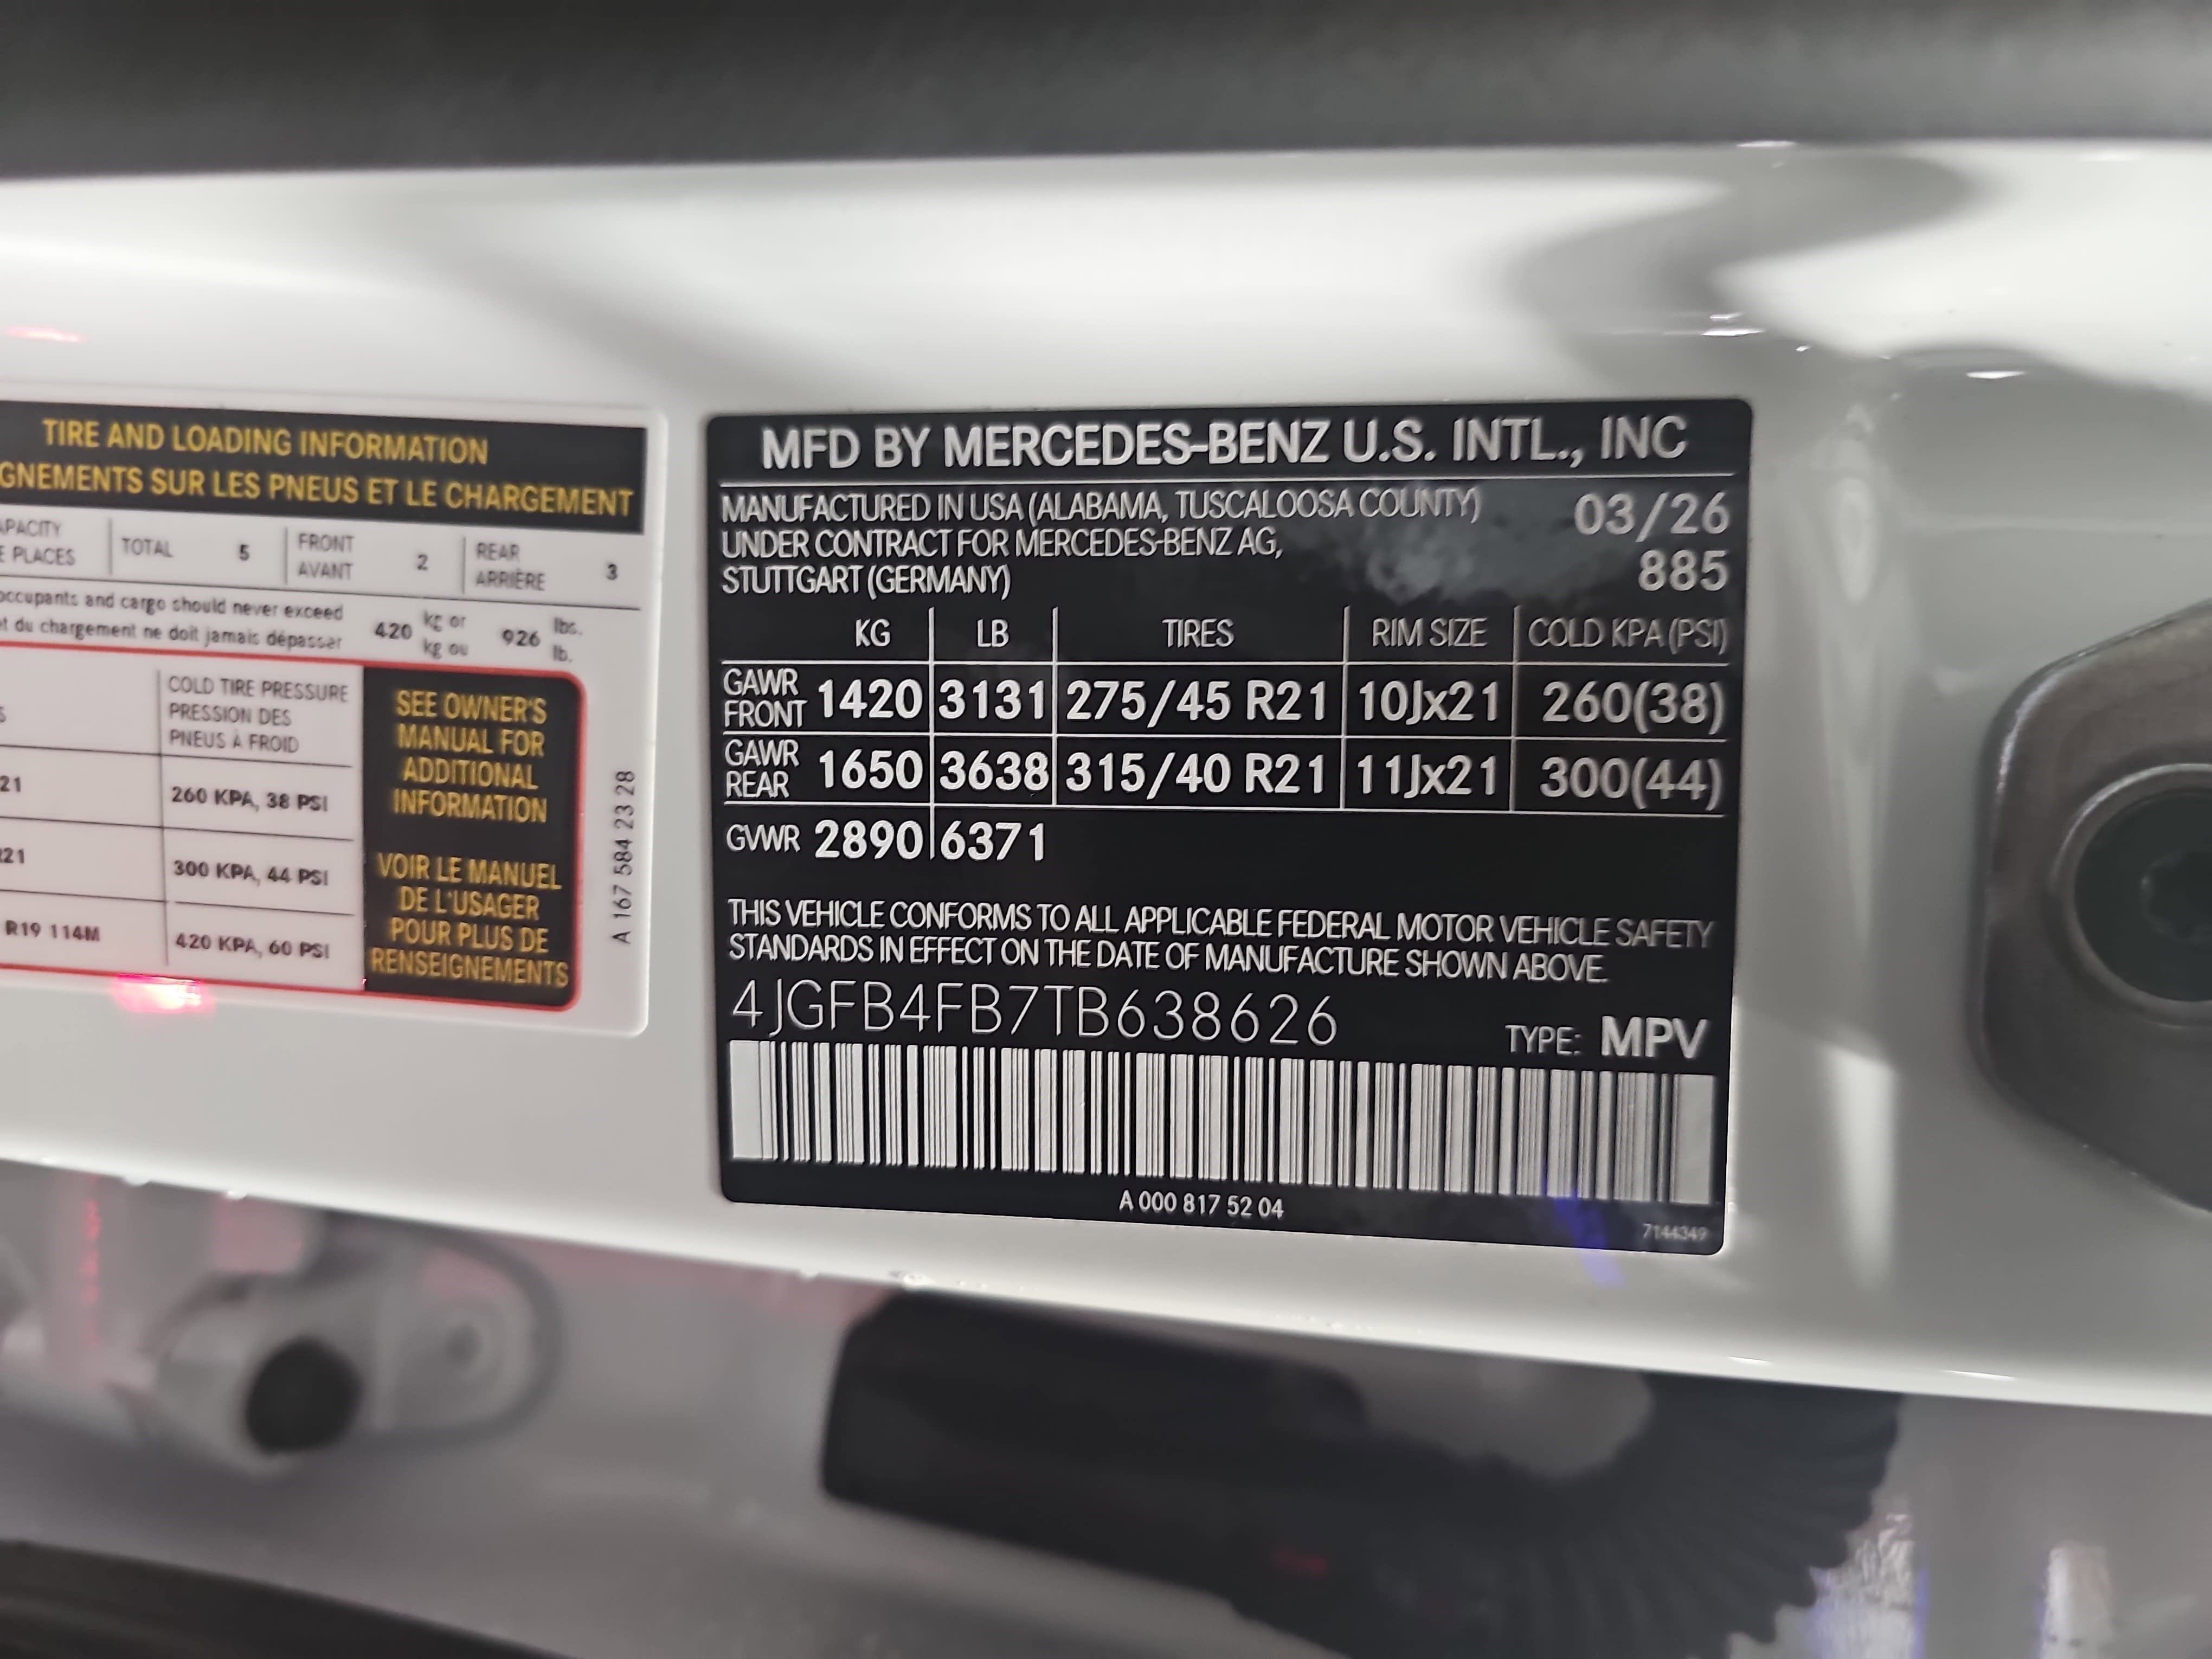 TIRE AND LOADING INFORMATION
SUR LES PNEUS ET LE CHARGEMENT
TOTAL 5 FRONT 2 REAR 3
PLACES AVANT ARRIÈRE
occupants and cargo should never exceed 420 kg or 926 lbs.
du chargement ne doit jamais dépasser kg ou lb.
COLD TIRE PRESSURE
PRESSION DES
PNEUS À FROID
260 KPA, 38 PSI
300 KPA, 44 PSI
R19 114M 420 KPA, 60 PSI
SEE OWNER'S
MANUAL FOR
ADDITIONAL
INFORMATION
VOIR LE MANUEL
DE L'USAGER
POUR PLUS DE
RENSEIGNEMENTS
A 167 584 23 28
MFD BY MERCEDES-BENZ U.S. INTL., INC
MANUFACTURED IN USA (ALABAMA, TUSCALOOSA COUNTY) 03/26
UNDER CONTRACT FOR MERCEDES-BENZ AG, 885
STUTTGART (GERMANY)
KG LB TIRES RIM SIZE COLD KPA (PSI)
GAWR FRONT 1420 3131 275/45 R21 10Jx21 260(38)
GAWR REAR 1650 3638 315/40 R21 11Jx21 300(44)
GVWR 2890 6371
THIS VEHICLE CONFORMS TO ALL APPLICABLE FEDERAL MOTOR VEHICLE SAFETY
STANDARDS IN EFFECT ON THE DATE OF MANUFACTURE SHOWN ABOVE.
4JGFB4FB7TB638626 TYPE: MPV
A 000 817 52 04
7144349